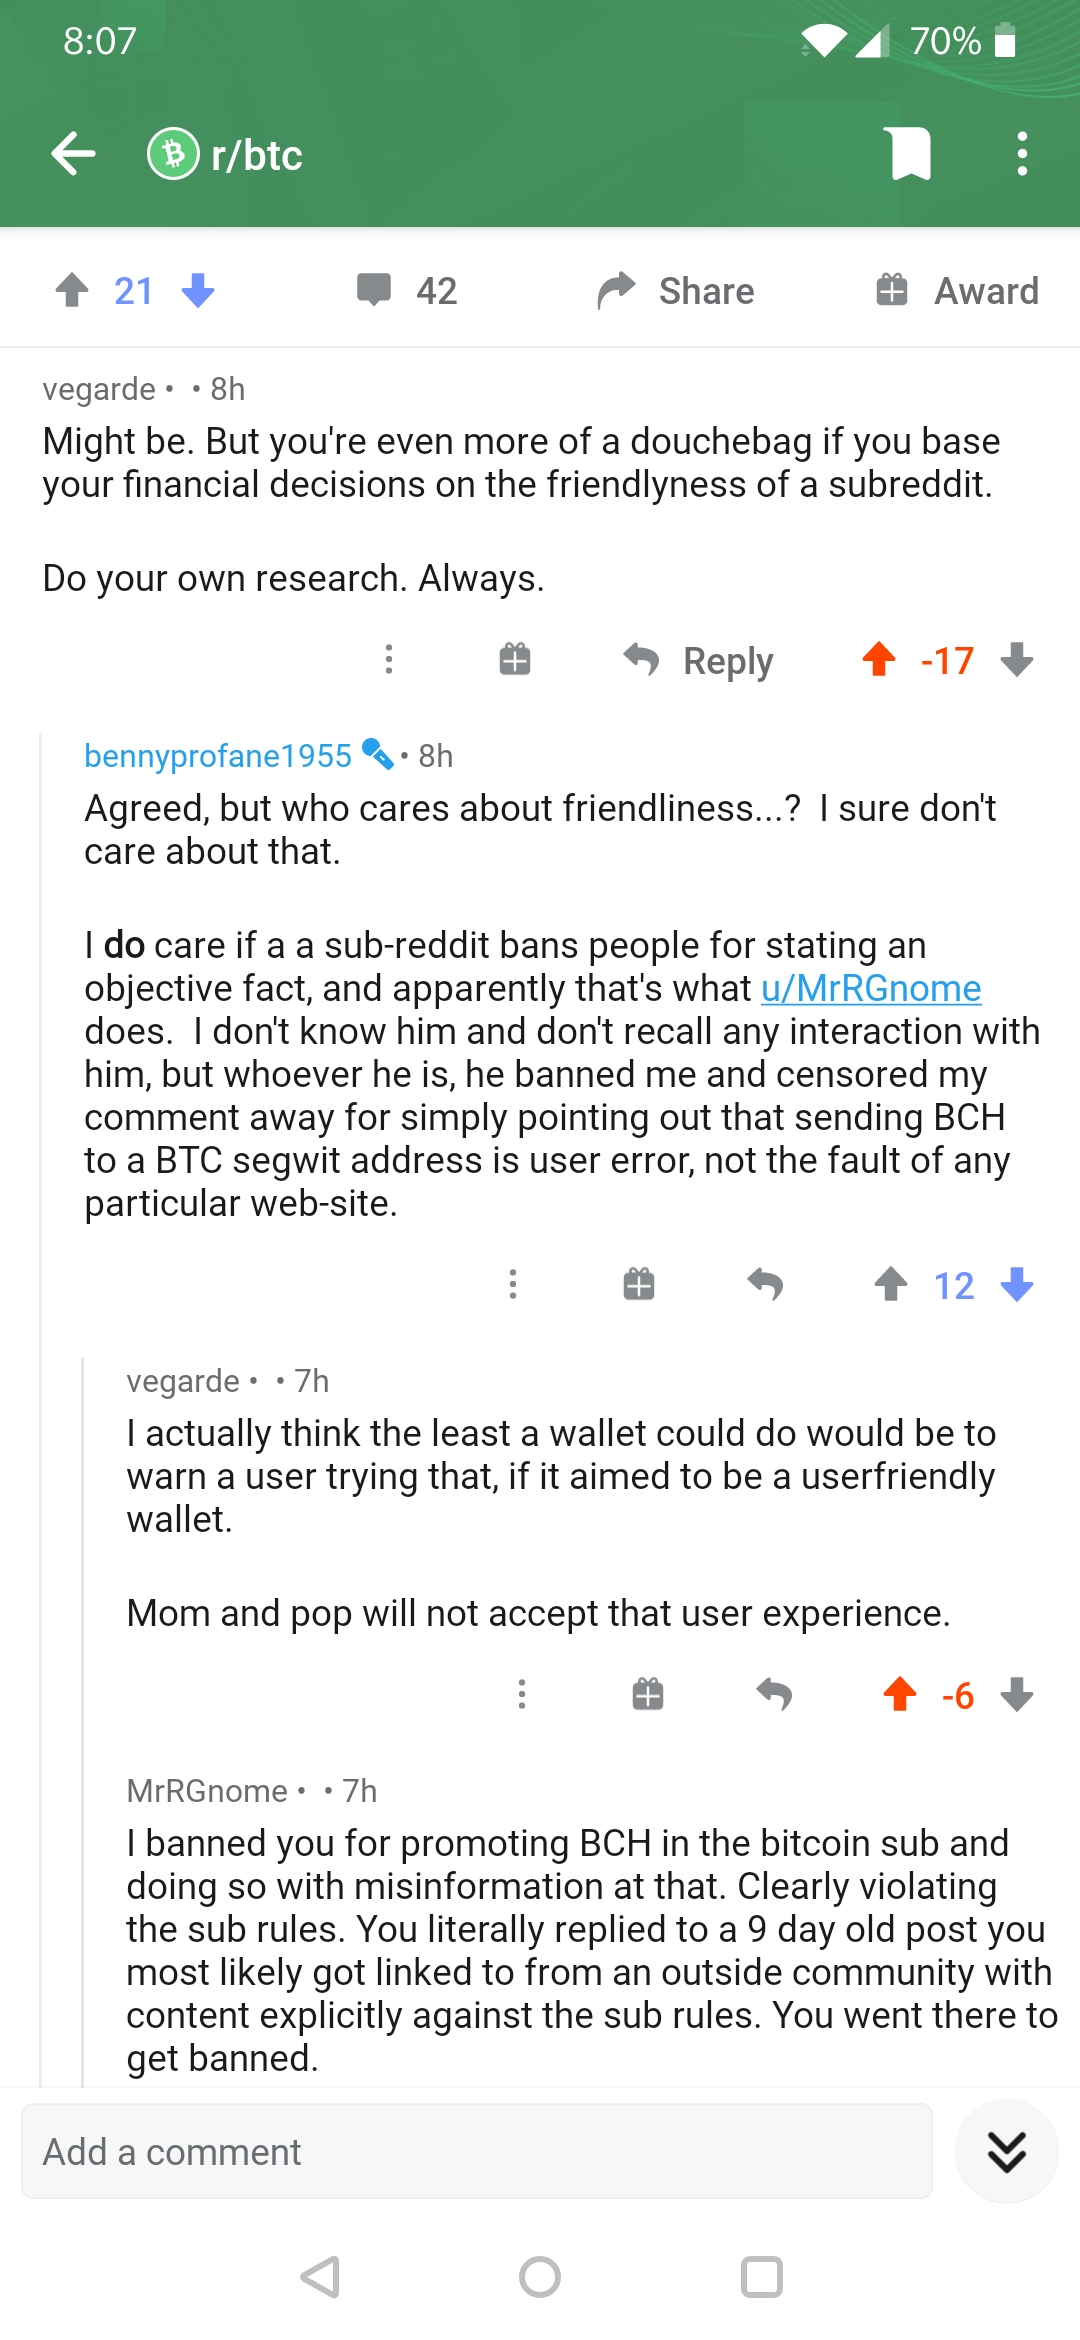 8:07
70%
r/btc
21
42
Share
Award
vegarde • • 8h
Might be. But you're even more of a douchebag if you base
your financial decisions on the friendlyness of a subreddit.
Do your own research. Always.
Reply
-17
bennyprofane1955 • 8h
Agreed, but who cares about friendliness...? I sure don't
care about that.
I do care if a a sub-reddit bans people for stating an
objective fact, and apparently that's what u/MrRGnome
does. I don't know him and don't recall any interaction with
him, but whoever he is, he banned me and censored my
comment away for simply pointing out that sending BCH
to a BTC segwit address is user error, not the fault of any
particular web-site.
12
vegarde • • 7h
I actually think the least a wallet could do would be to
warn a user trying that, if it aimed to be a userfriendly
wallet.
Mom and pop will not accept that user experience.
-6
MrRGnome • • 7h
I banned you for promoting BCH in the bitcoin sub and
doing so with misinformation at that. Clearly violating
the sub rules. You literally replied to a 9 day old post you
most likely got linked to from an outside community with
content explicitly against the sub rules. You went there to
get banned.
Add a comment